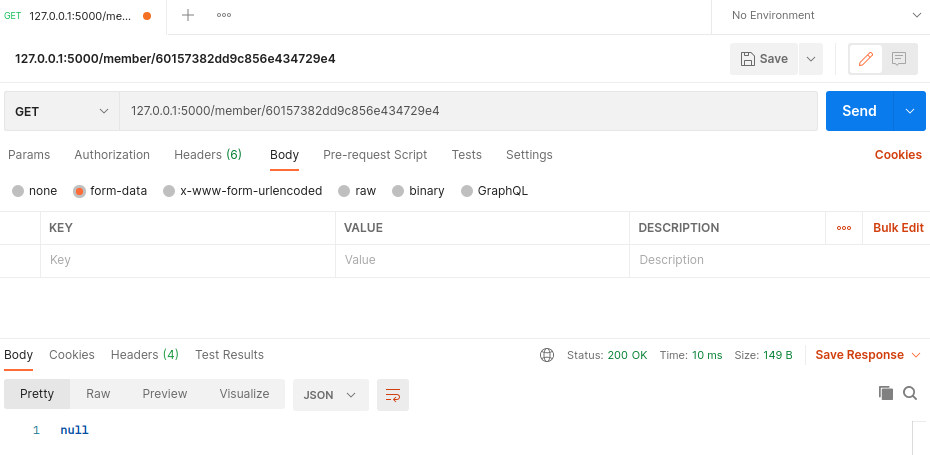 GET 127.0.0.1:5000/me... No Environment
127.0.0.1:5000/member/60157382dd9c856e434729e4 Save
GET 127.0.0.1:5000/member/60157382dd9c856e434729e4 Send
Params Authorization Headers (6) Body Pre-request Script Tests Settings Cookies
none form-data x-www-form-urlencoded raw binary GraphQL
KEY VALUE DESCRIPTION Bulk Edit
Key Value Description
Body Cookies Headers (4) Test Results Status: 200 OK Time: 10 ms Size: 149 B Save Response
Pretty Raw Preview Visualize JSON
1 null